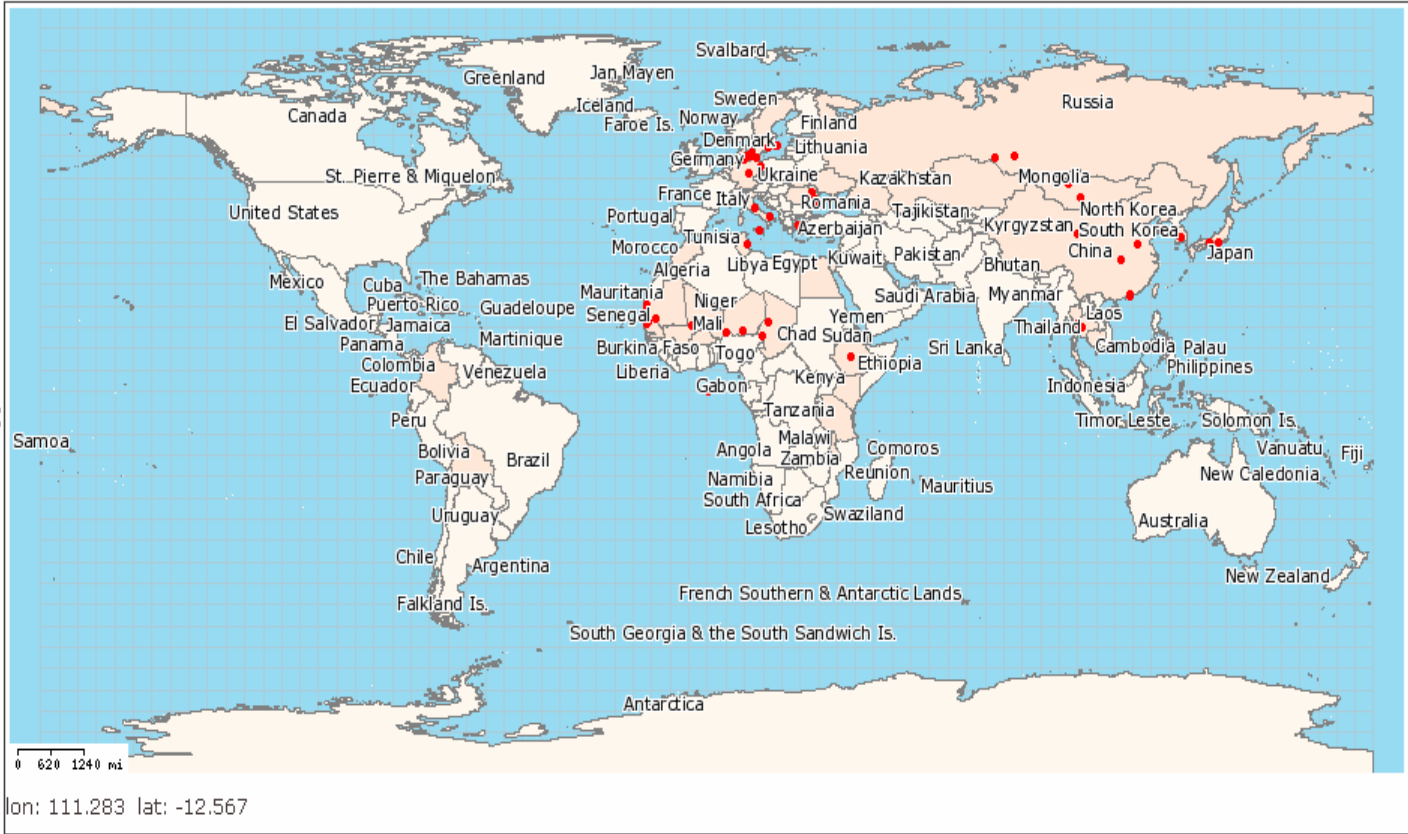 Svalbard
Greenland
Jan Mayen
Sweden
Russia
Iceland
Canada
Norway
Faroe Is.
Finland
Denmark
Lithuania
Germany
St. Pierre & Miquelon
Ukraine
Kazakhstan
Mongolia
France
Italy
Romania
United States
Portugal
Tajikistan
North Korea
Kyrgyzstan
South Korea
Azerbaijan
Tunisia
Morocco
China
Japan
Pakistan
Kuwait
Libya
Egypt
Bhutan
Algeria
Mexico
The Bahamas
Cuba
Mauritania
Saudi Arabia
Myanmar
Niger
Puerto Rico
Guadeloupe
Senegal
Yemen
Laos
El Salvador
Jamaica
Mali
Thailand
Chad
Sudan
Martinique
Panama
Burkina Faso
Togo
Sri Lanka
Cambodia
Palau
Philippines
Colombia
Venezuela
Liberia
Ethiopia
Ecuador
Gabon
Kenya
Indonesia
Tanzania
Peru
Timor Leste
Solomon Is.
Samoa
Malawi
Comoros
Vanuatu
Fiji
Bolivia
Angola
Brazil
Zambia
Reunion
New Caledonia
Paraguay
Namibia
Mauritius
South Africa
Uruguay
Swaziland
Australia
Lesotho
Chile
Argentina
New Zealand
French Southern & Antarctic Lands
Falkland Is.
South Georgia & the South Sandwich Is.
Antarctica
0 620 1240 mi
lon: 111.283 lat: -12.567